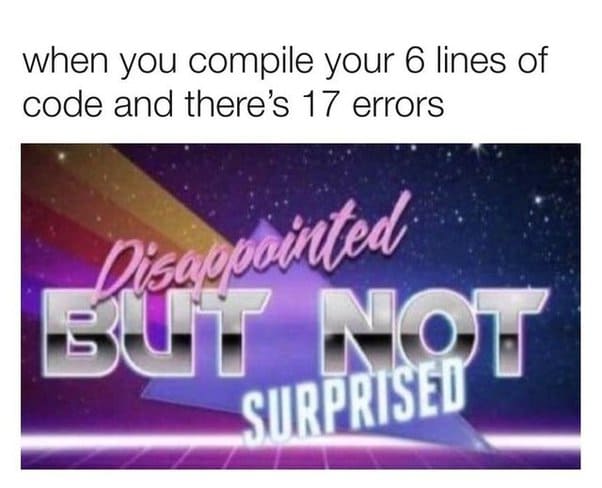 when you compile your 6 lines of
code and there’s 17 errors
Disappointed
BUT NOT
SURPRISED